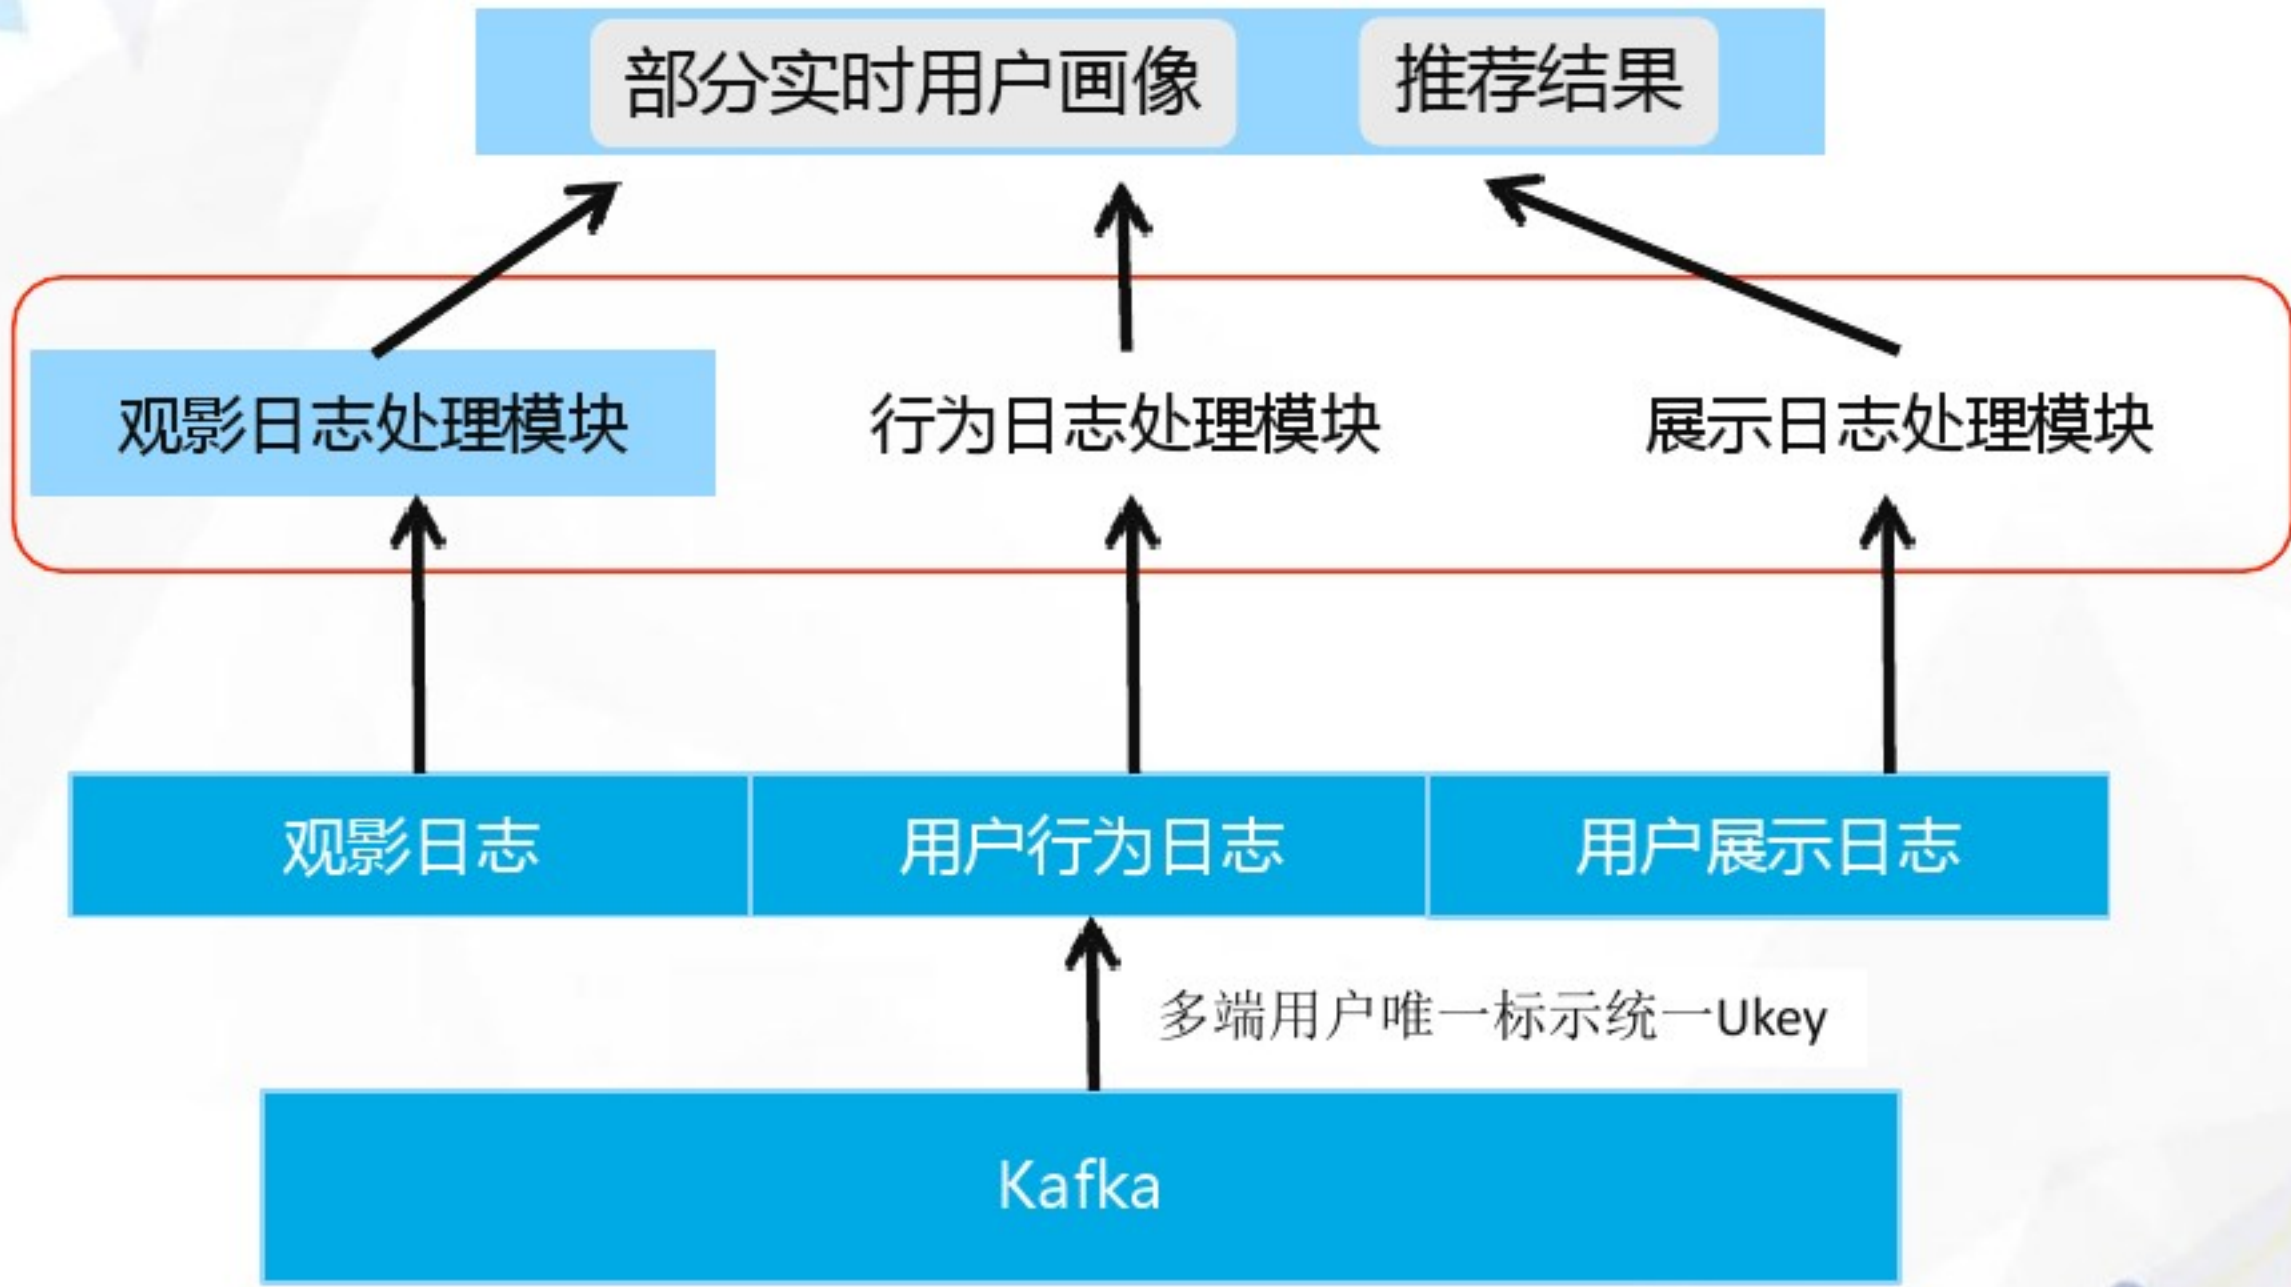 部分实时用户画像 推荐结果
观影日志处理模块 行为日志处理模块 展示日志处理模块
观影日志 用户行为日志 用户展示日志
多端用户唯一标示统一Ukey
Kafka